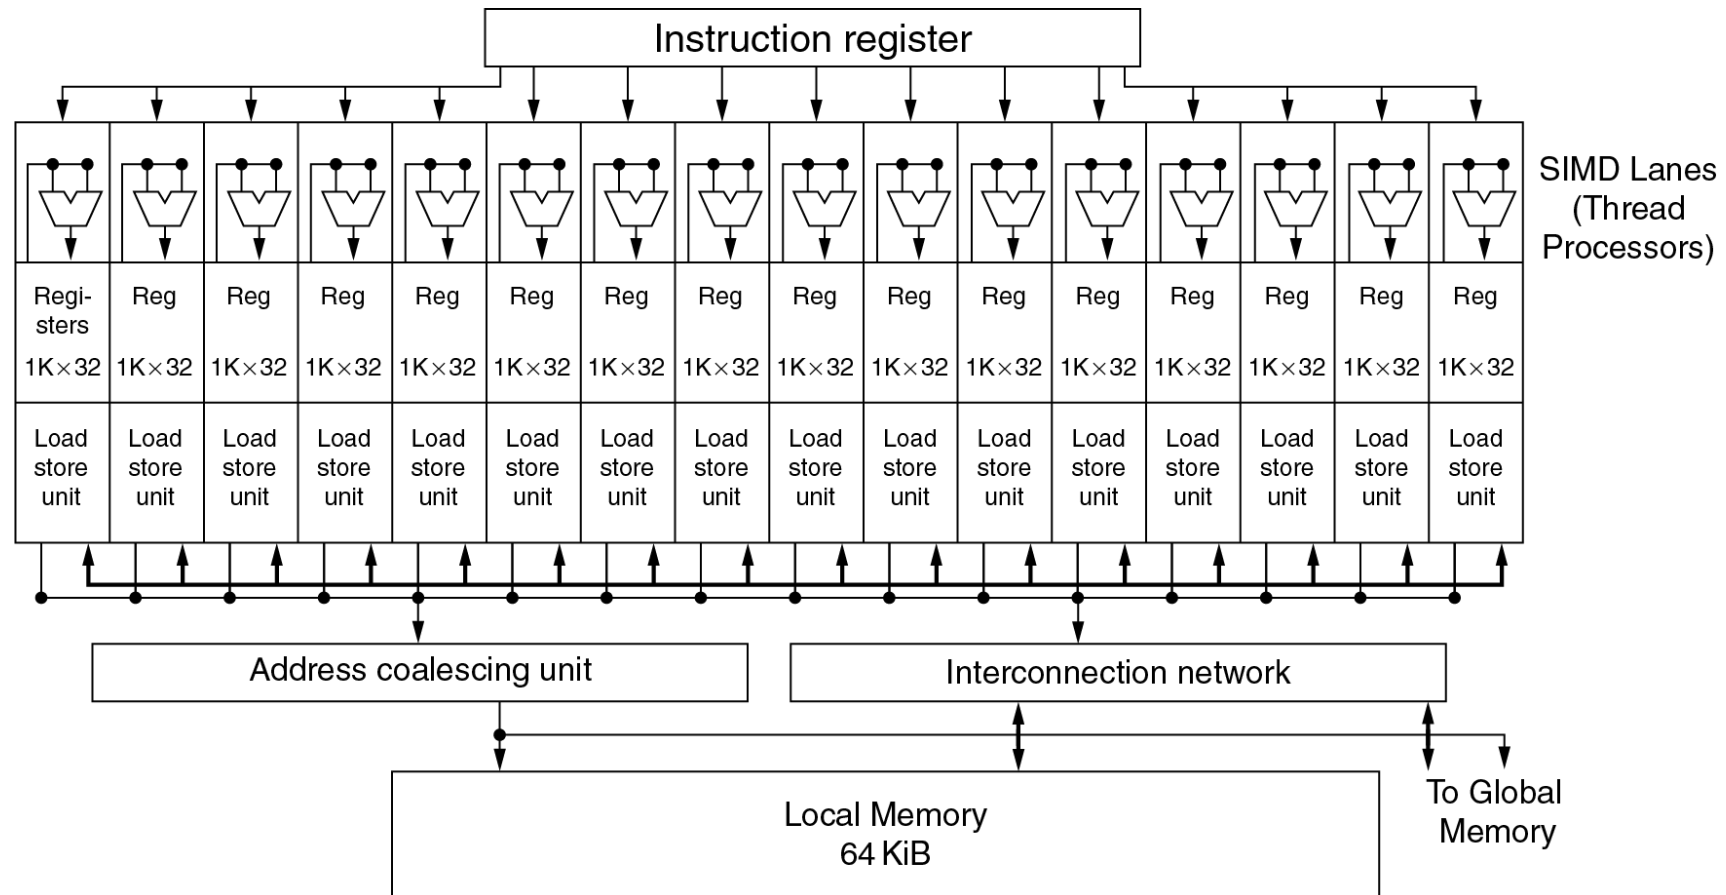 Instruction register
SIMD Lanes
(Thread
Processors)
Regi-
sters
Reg Reg Reg Reg Reg Reg Reg Reg Reg Reg Reg Reg Reg Reg Reg
1K×32 1K×32 1K×32 1K×32 1K×32 1K×32 1K×32 1K×32 1K×32 1K×32 1K×32 1K×32 1K×32 1K×32 1K×32 1K×32
Load Load Load Load Load Load Load Load Load Load Load Load Load Load Load Load
store store store store store store store store store store store store store store store store
unit unit unit unit unit unit unit unit unit unit unit unit unit unit unit unit
Address coalescing unit
Interconnection network
Local Memory
64 KiB
To Global
Memory